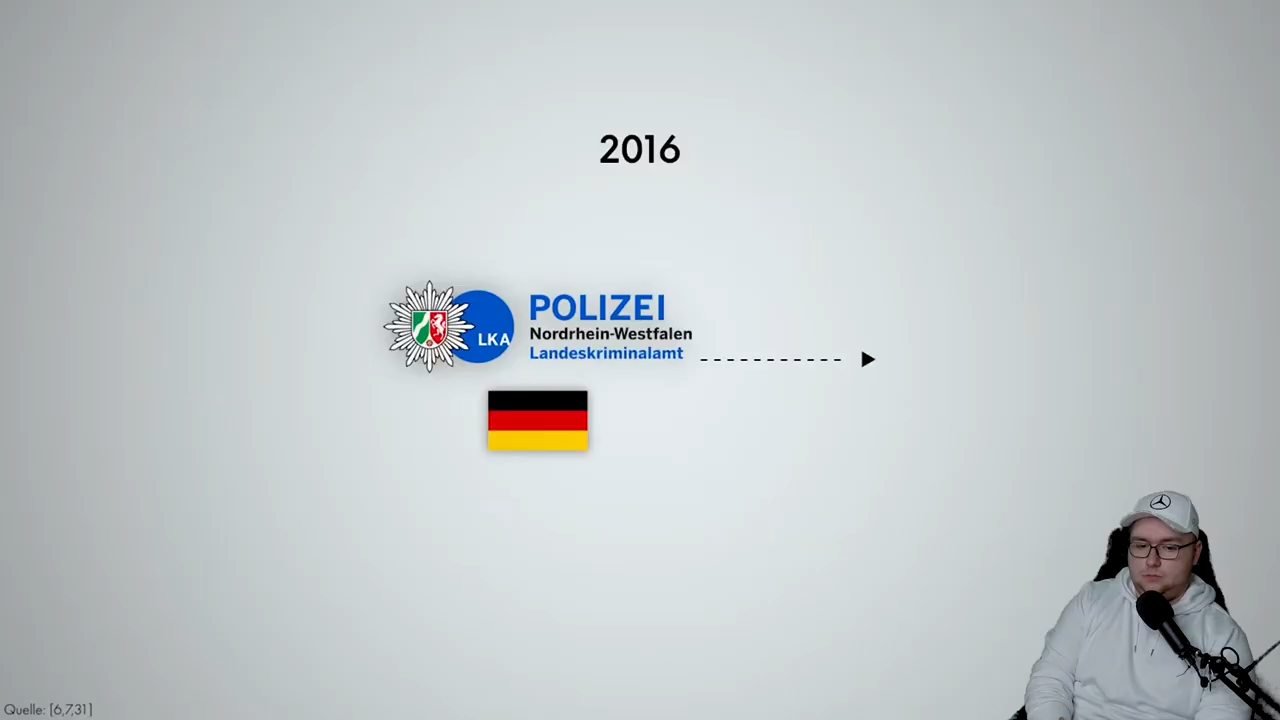 2016
POLIZEI
LKA
Nordrhein-Westfalen
Landeskriminalamt
Quelle: [6,7,31]